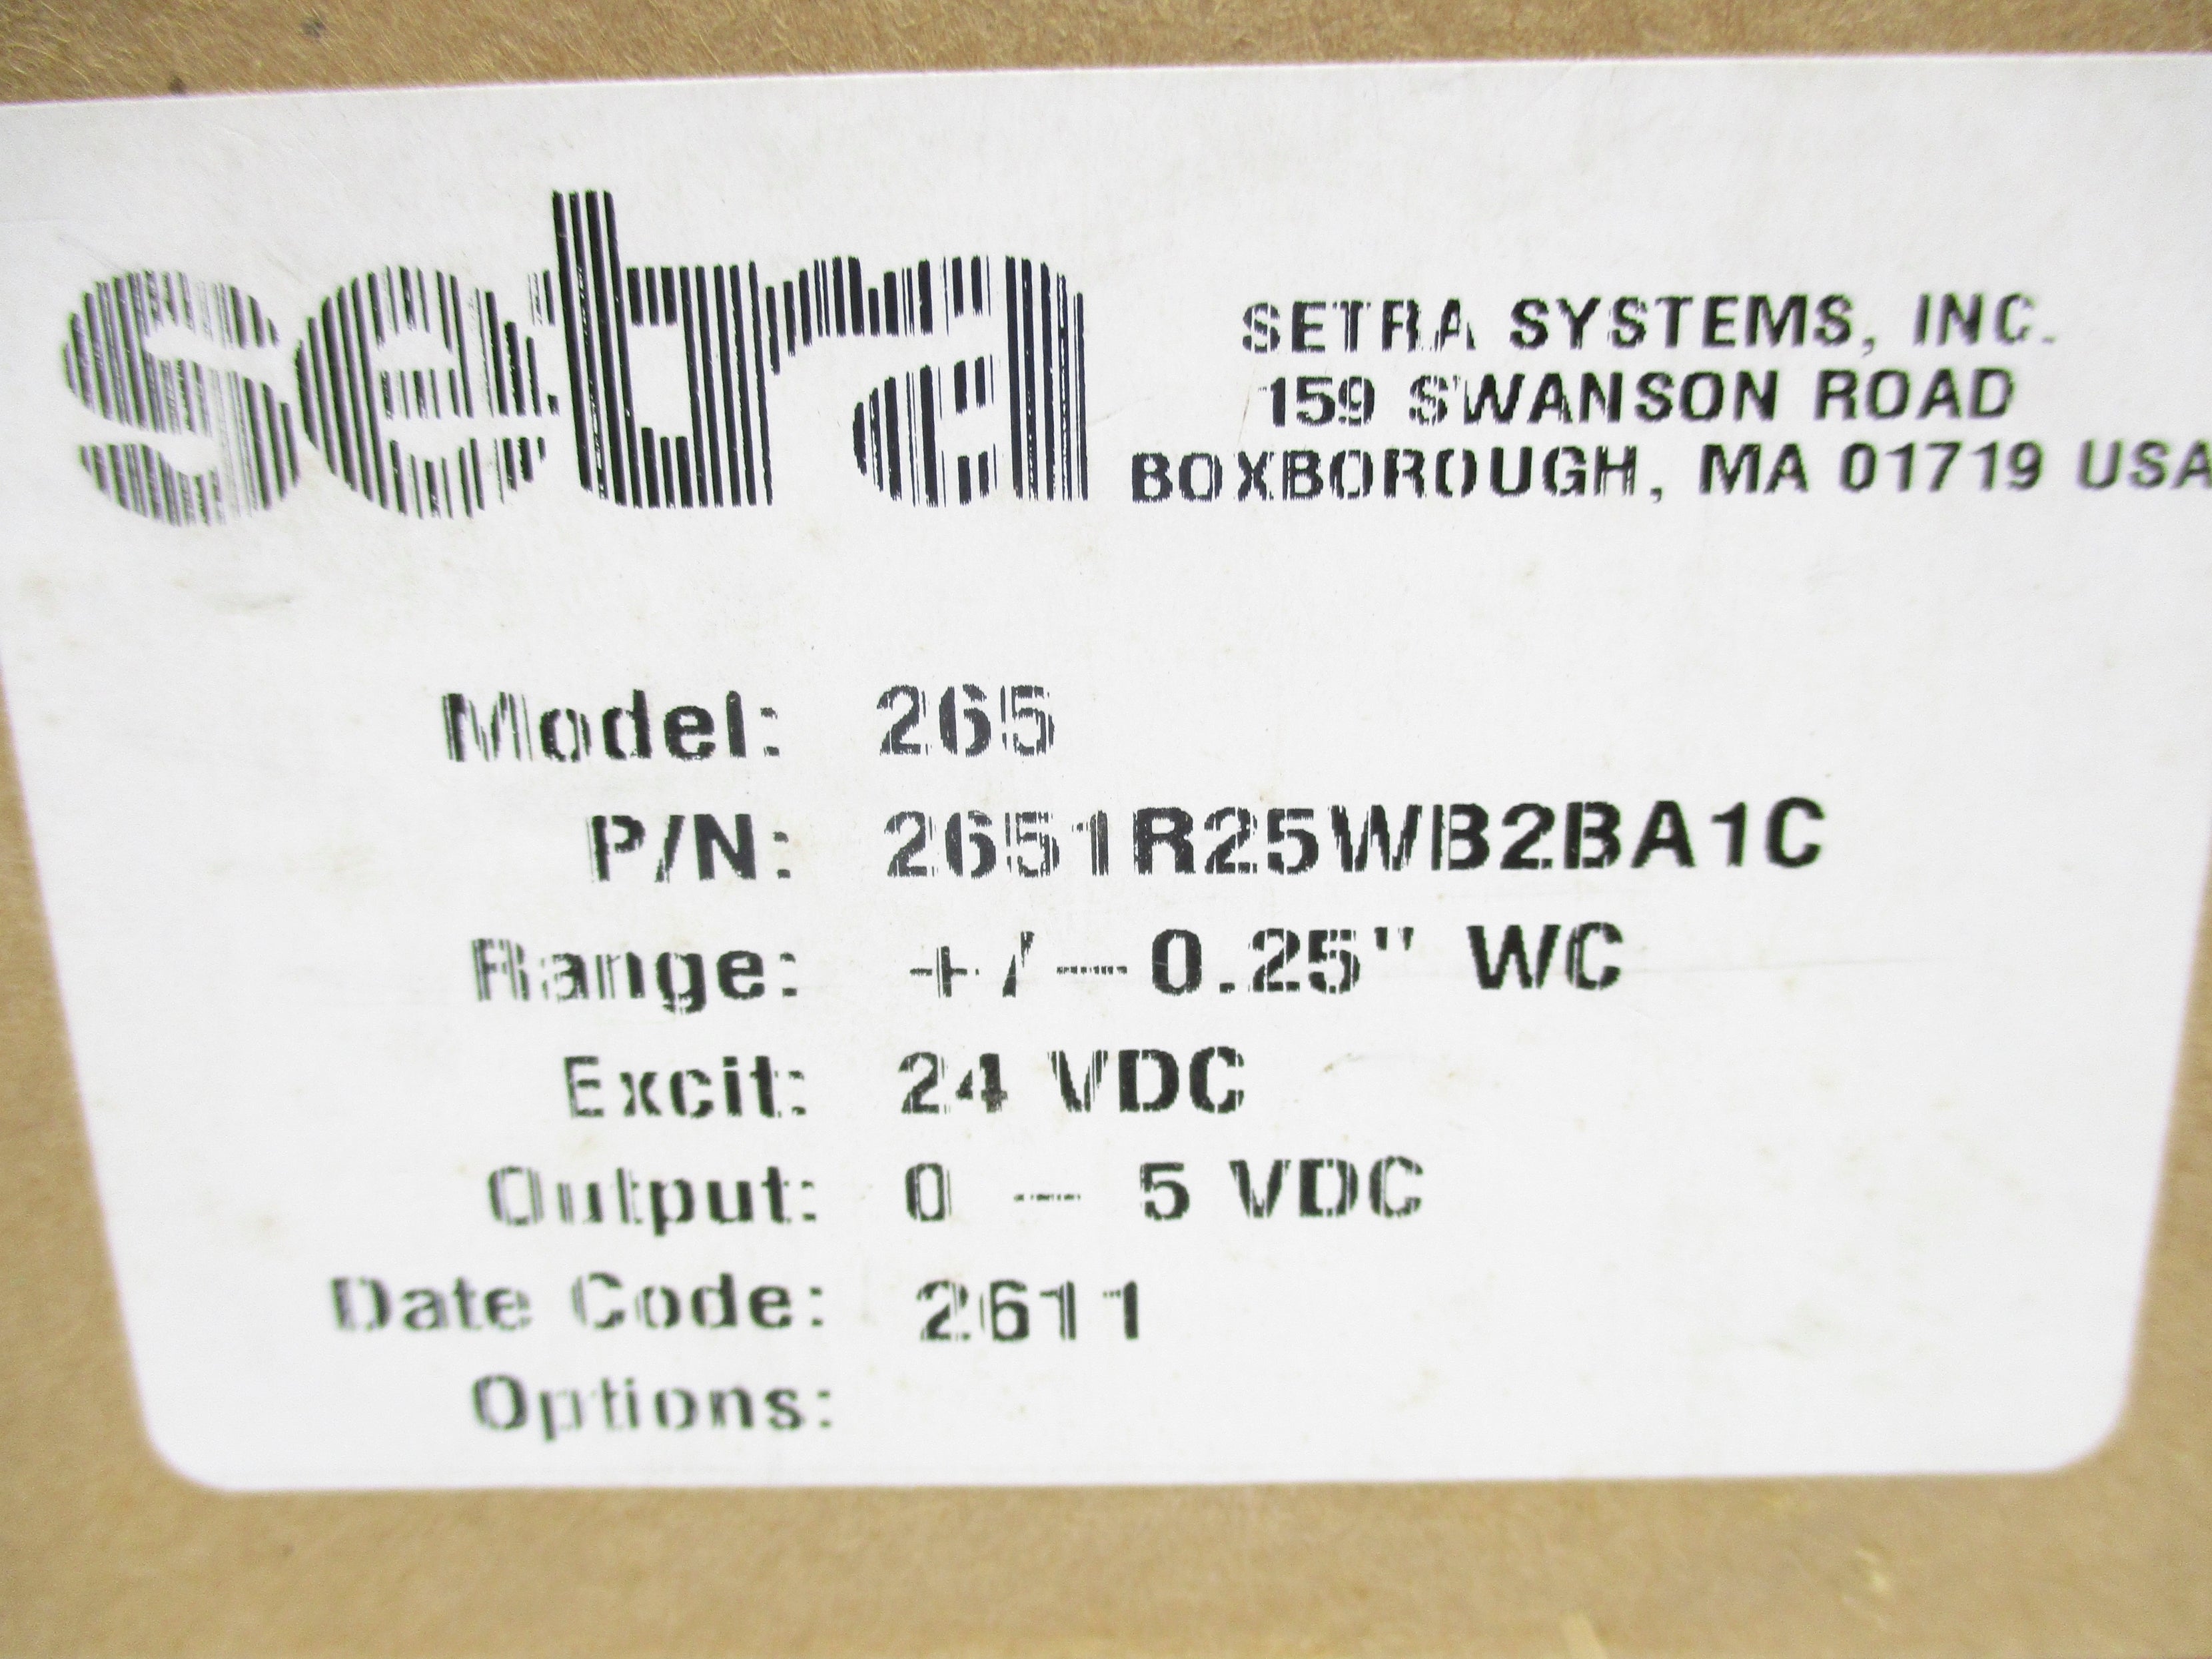 setra
SETRA SYSTEMS, INC.
159 SWANSON ROAD
BOXBOROUGH, MA 01719 USA
Model: 265
P/N: 2651R25WB2BA1C
Range: +/-0.25" WC
Excit: 24 VDC
Output: 0 - 5 VDC
Date Code: 2611
Options: